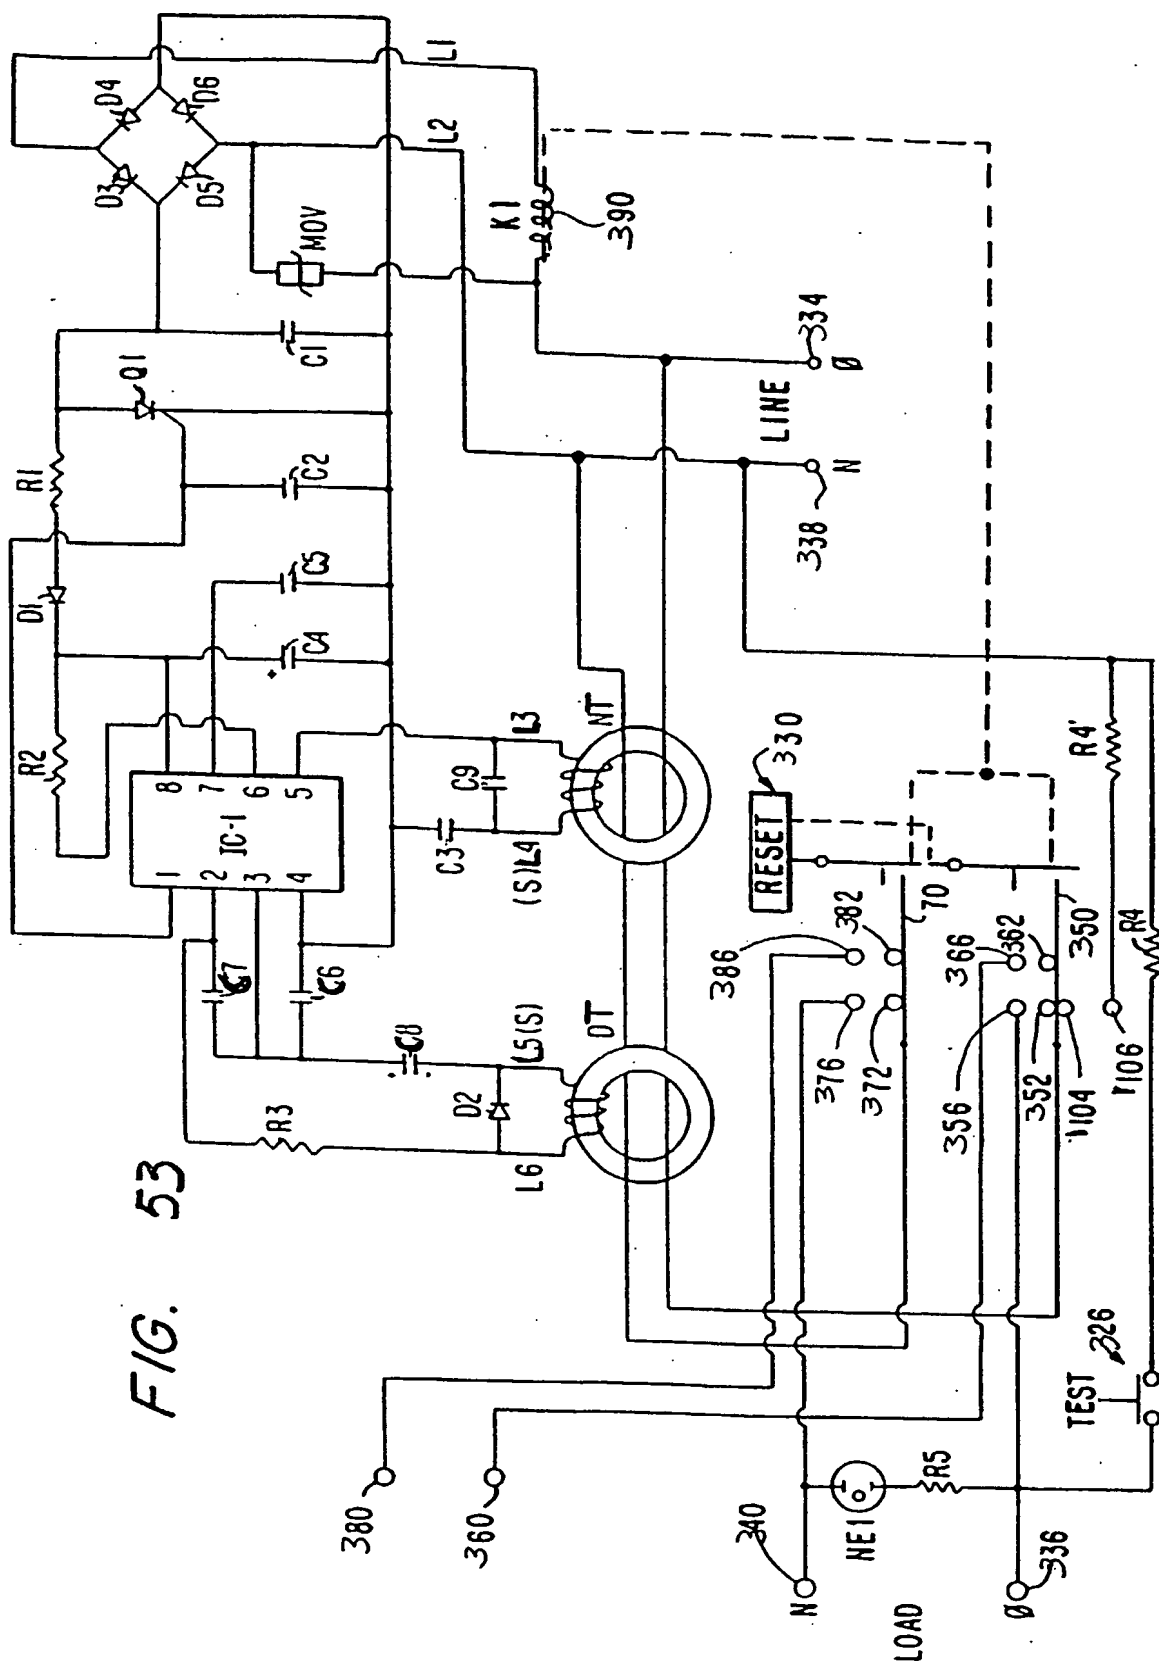 FIG. 53
D4
D6
D3
D5
L1
L2
MOV
K1
390
C1
Q1
R1
C2
D1
C5
C4
+
R2
IC-1
1
2
3
4
8
7
6
5
C7
C6
C8
R3
D2
L5(S)
L6
DT
C3
C9
L3
(S)L4
NT
LINE
334
Ø
338
N
RESET
330
70
382
386
376
372
366
362
350
356
352
1104
1106
R4'
R4
TEST
326
380
360
340
N
NE1
R5
LOAD
Ø
336